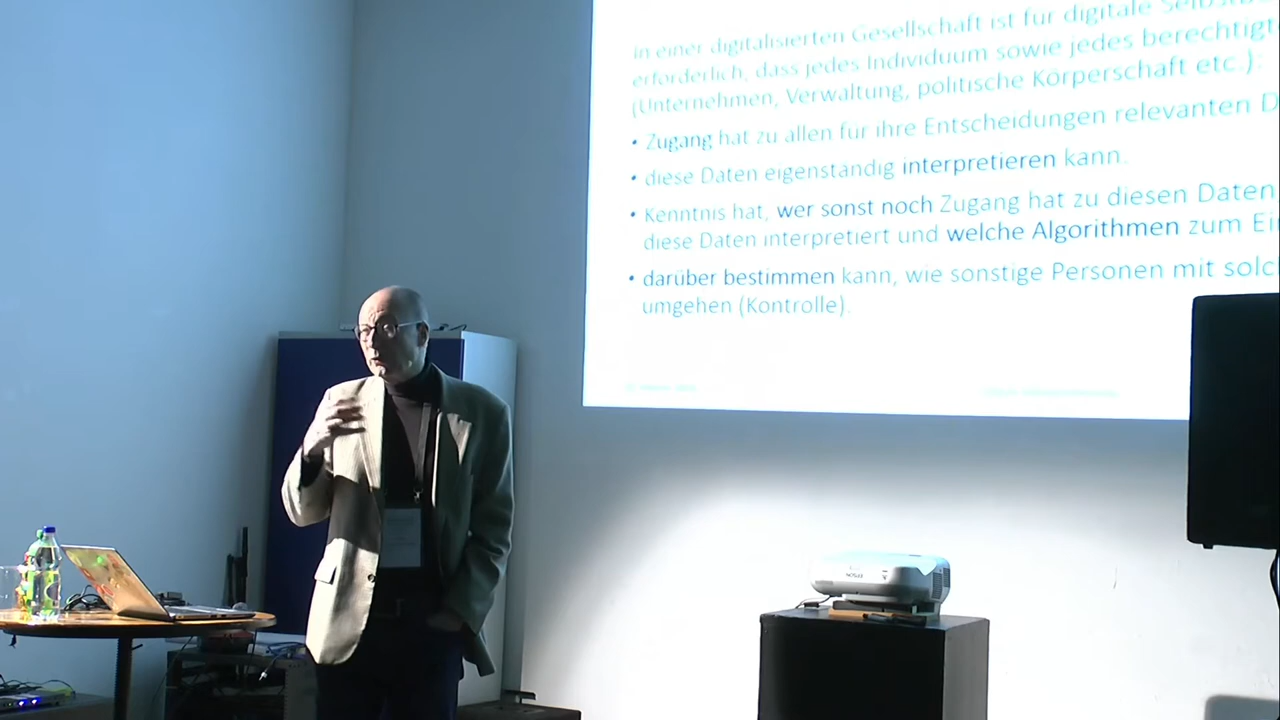 In einer digitalisierten Gesellschaft ist für digitale
erforderlich, dass jedes Individuum sowie jedes
(Unternehmen, Verwaltung, politische Körperschaft etc.):
• Zugang hat zu allen für ihre Entscheidungen relevanten D
• diese Daten eigenständig interpretieren kann.
• Kenntnis hat, wer sonst noch Zugang hat zu diesen Daten
diese Daten interpretiert und welche Algorithmen zum Ei
• darüber bestimmen kann, wie sonstige Personen mit solc
umgehen (Kontrolle).
EPSON